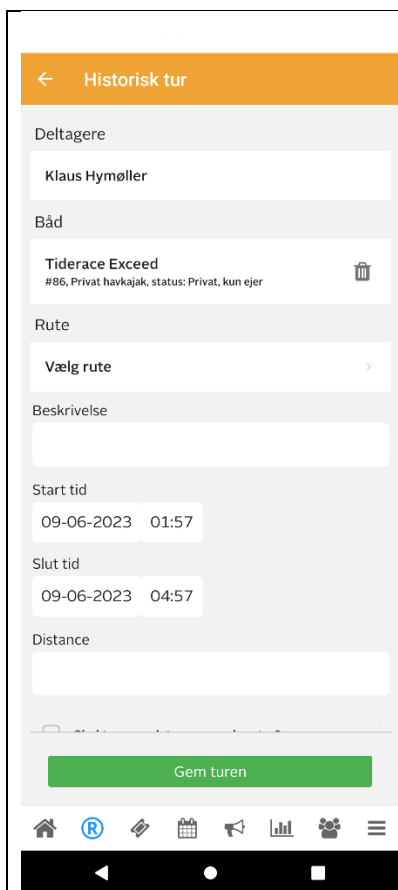 Historisk tur
Deltagere
Klaus Hymøller
Båd
Tiderace Exceed
#86, Privat havkajak, status: Privat, kun ejer
Rute
Vælg rute
Beskrivelse
Start tid
09-06-2023 01:57
Slut tid
09-06-2023 04:57
Distance
Gem turen
R